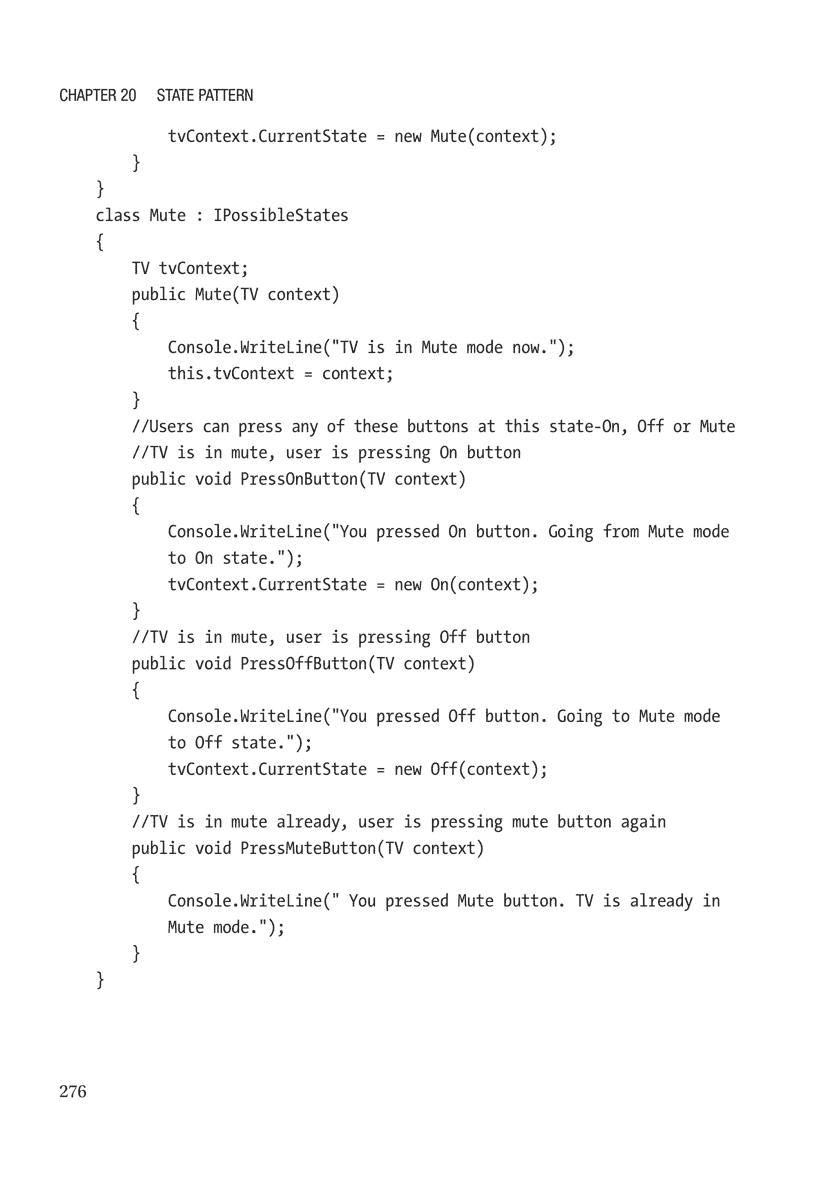 CHAPTER 20 STATE PATTERN
            tvContext.CurrentState = new Mute(context);
        }
    }
    class Mute : IPossibleStates
    {
        TV tvContext;
        public Mute(TV context)
        {
            Console.WriteLine("TV is in Mute mode now.");
            this.tvContext = context;
        }
        //Users can press any of these buttons at this state-On, Off or Mute
        //TV is in mute, user is pressing On button
        public void PressOnButton(TV context)
        {
            Console.WriteLine("You pressed On button. Going from Mute mode
            to On state.");
            tvContext.CurrentState = new On(context);
        }
        //TV is in mute, user is pressing Off button
        public void PressOffButton(TV context)
        {
            Console.WriteLine("You pressed Off button. Going to Mute mode
            to Off state.");
            tvContext.CurrentState = new Off(context);
        }
        //TV is in mute already, user is pressing mute button again
        public void PressMuteButton(TV context)
        {
            Console.WriteLine(" You pressed Mute button. TV is already in
            Mute mode.");
        }
    }
276